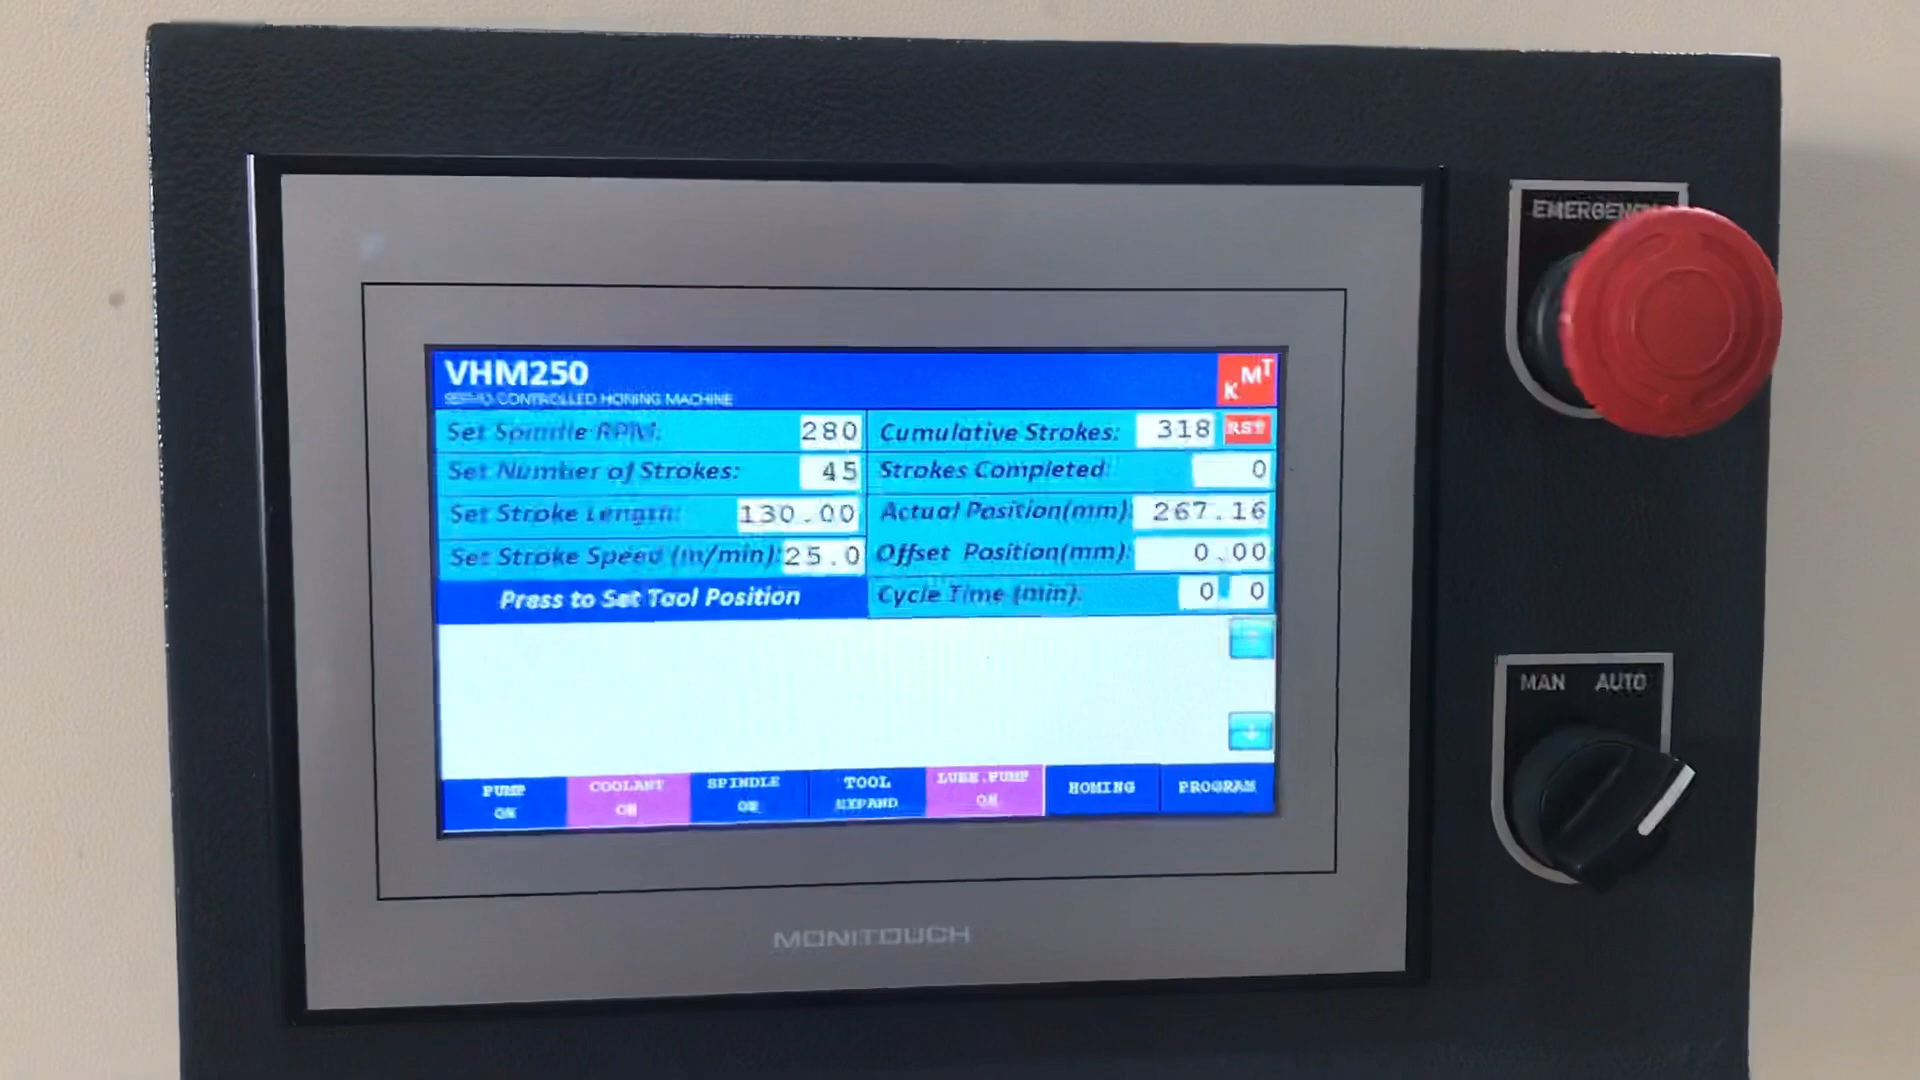 EMERGENC
VHM250
SERVO CONTROLLED HONING MACHINE
KMT
Set Spindle RPM: 280
Cumulative Strokes: 318 RST
Set Number of Strokes: 45
Strokes Completed 0
Set Stroke Length: 130.00
Actual Position(mm): 267.16
Set Stroke Speed (m/min): 25.0
Offset Position(mm): 0.00
Press to Set Tool Position
Cycle Time (min): 0 0
MAN AUTO
PUMP ON
COOLANT ON
SPINDLE ON
TOOL EXPAND
LUBE.PUMP ON
HOMING
PROGRAM
MONITOUCH